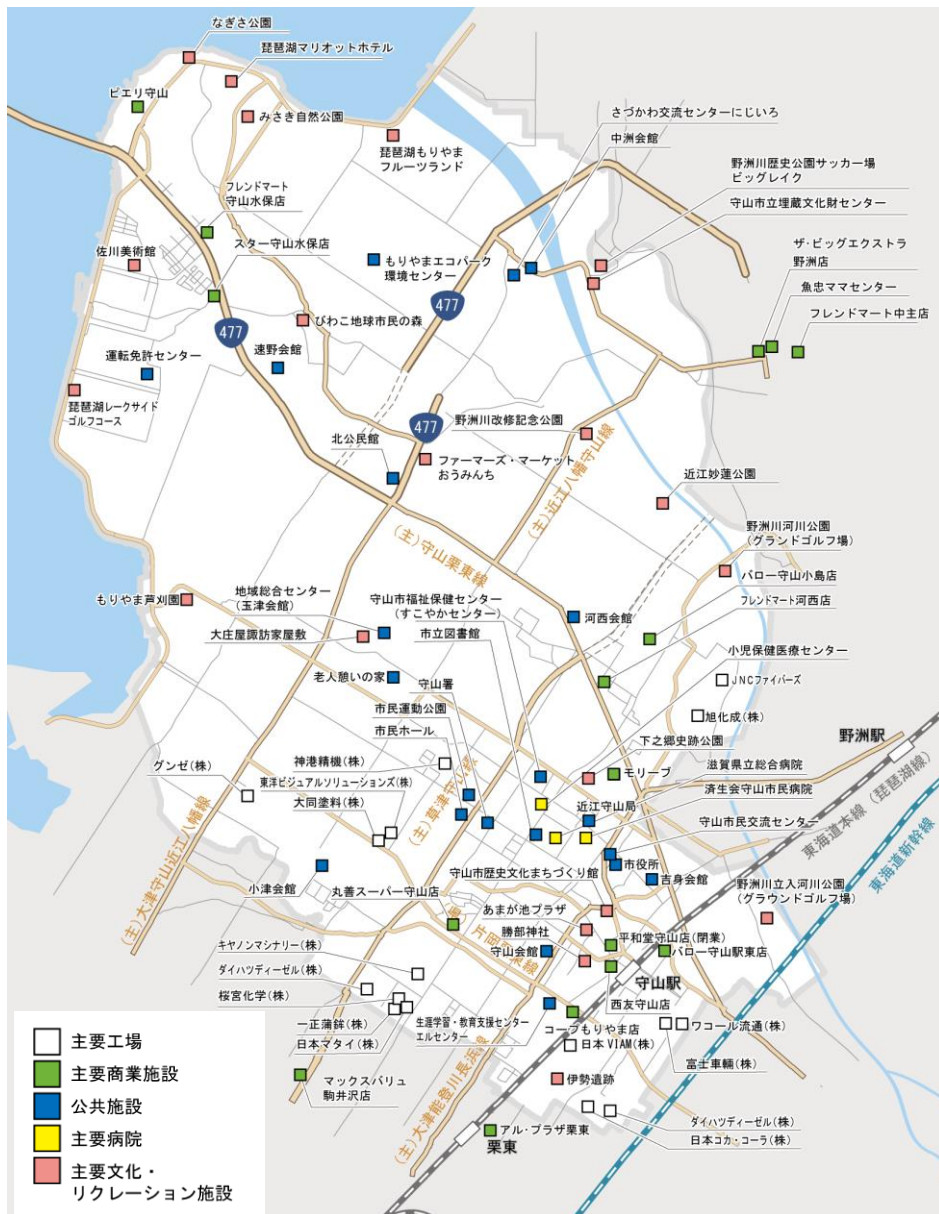 なぎさ公園
琵琶湖マリオットホテル
ピエリ守山
みさき自然公園
琵琶湖もりやま
フルーツランド
さづかわ交流センターにじいろ
中洲会館
野洲川歴史公園サッカー場
ビッグレイク
守山市立埋蔵文化財センター
フレンドマート
守山水保店
スター守山水保店
佐川美術館
もりやまエコパーク
環境センター
ザ・ビッグエクストラ
野洲店
魚忠ママセンター
フレンドマート中主店
477
477
びわこ地球市民の森
運転免許センター
速野会館
琵琶湖レークサイド
ゴルフコース
477
野洲川改修記念公園
北公民館
ファーマーズ・マーケット
おうみんち
(主)近江八幡守山線
近江妙蓮公園
(主)守山栗東線
野洲川河川公園
(グランドゴルフ場)
バロー守山小島店
フレンドマート河西店
もりやま芦刈園
地域総合センター
(玉津会館)
守山市福祉保健センター
(すこやかセンター)
河西会館
大庄屋諏訪家屋敷
市立図書館
小児保健医療センター
老人憩いの家
守山署
JNCファイバーズ
市民運動公園
旭化成(株)
市民ホール
下之郷史跡公園
野洲駅
神港精機(株)
モリーブ
滋賀県立総合病院
グンゼ(株)
東洋ビジュアルソリューションズ(株)
大同塗料(株)
(主)草津守山線
近江守山局
済生会守山市民病院
守山市民交流センター
東海道本線(琵琶湖線)
東海道新幹線
(主)大津守山近江八幡線
市役所
守山市歴史文化まちづくり館
吉身会館
小津会館
丸善スーパー守山店
野洲川立入河川公園
(グラウンドゴルフ場)
あまが池プラザ
勝部神社
平和堂守山店(閉業)
守山会館
バロー守山駅東店
キヤノンマシナリー(株)
守山駅
ダイハツディーゼル(株)
桜宮化学(株)
西友守山店
一正蒲鉾(株)
日本マタイ(株)
生涯学習・教育支援センター
エルセンター
コープもりやま店
日本VIAM(株)
ワコール流通(株)
富士車輌(株)
マックスバリュ
駒井沢店
(主)大津能登川長浜線
伊勢遺跡
ダイハツディーゼル(株)
日本コカ・コーラ(株)
アル・プラザ栗東
栗東
主要工場
主要商業施設
公共施設
主要病院
主要文化・
リクレーション施設